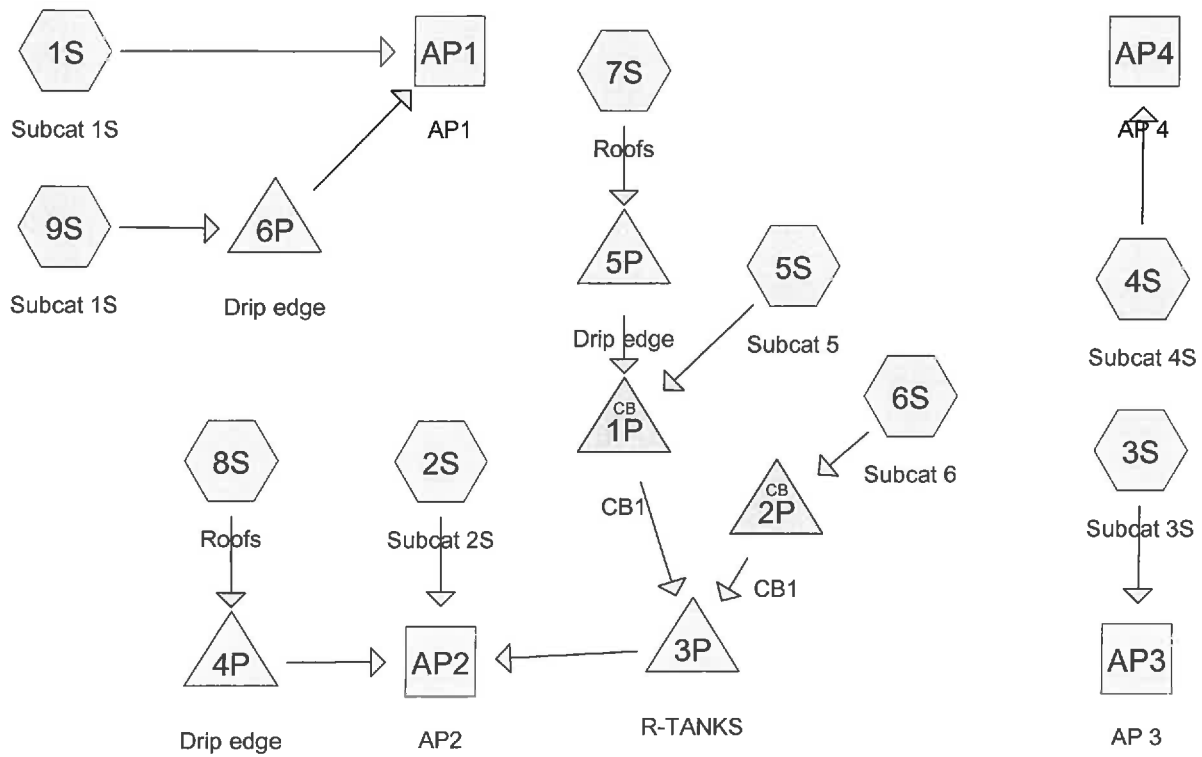 1S
Subcat 1S
AP1
AP1
9S
Subcat 1S
6P
Drip edge
7S
Roofs
5P
Drip edge
5S
Subcat 5
CB
1P
CB1
6S
Subcat 6
CB
2P
CB1
8S
Roofs
4P
Drip edge
2S
Subcat 2S
AP2
AP2
3P
R-TANKS
AP4
AP 4
4S
Subcat 4S
3S
Subcat 3S
AP3
AP 3